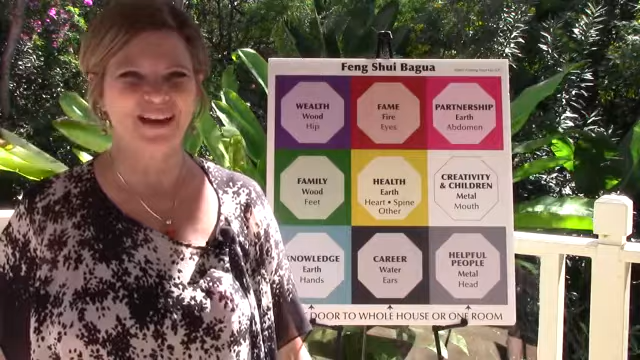 Feng Shui Bagua
WEALTH
Wood
Hip
FAME
Fire
Eyes
PARTNERSHIP
Earth
Abdomen
FAMILY
Wood
Feet
HEALTH
Earth
Heart • Spine
Other
CREATIVITY
& CHILDREN
Metal
Mouth
KNOWLEDGE
Earth
Hands
CAREER
Water
Ears
HELPFUL
PEOPLE
Metal
Head
DOOR TO WHOLE HOUSE OR ONE ROOM